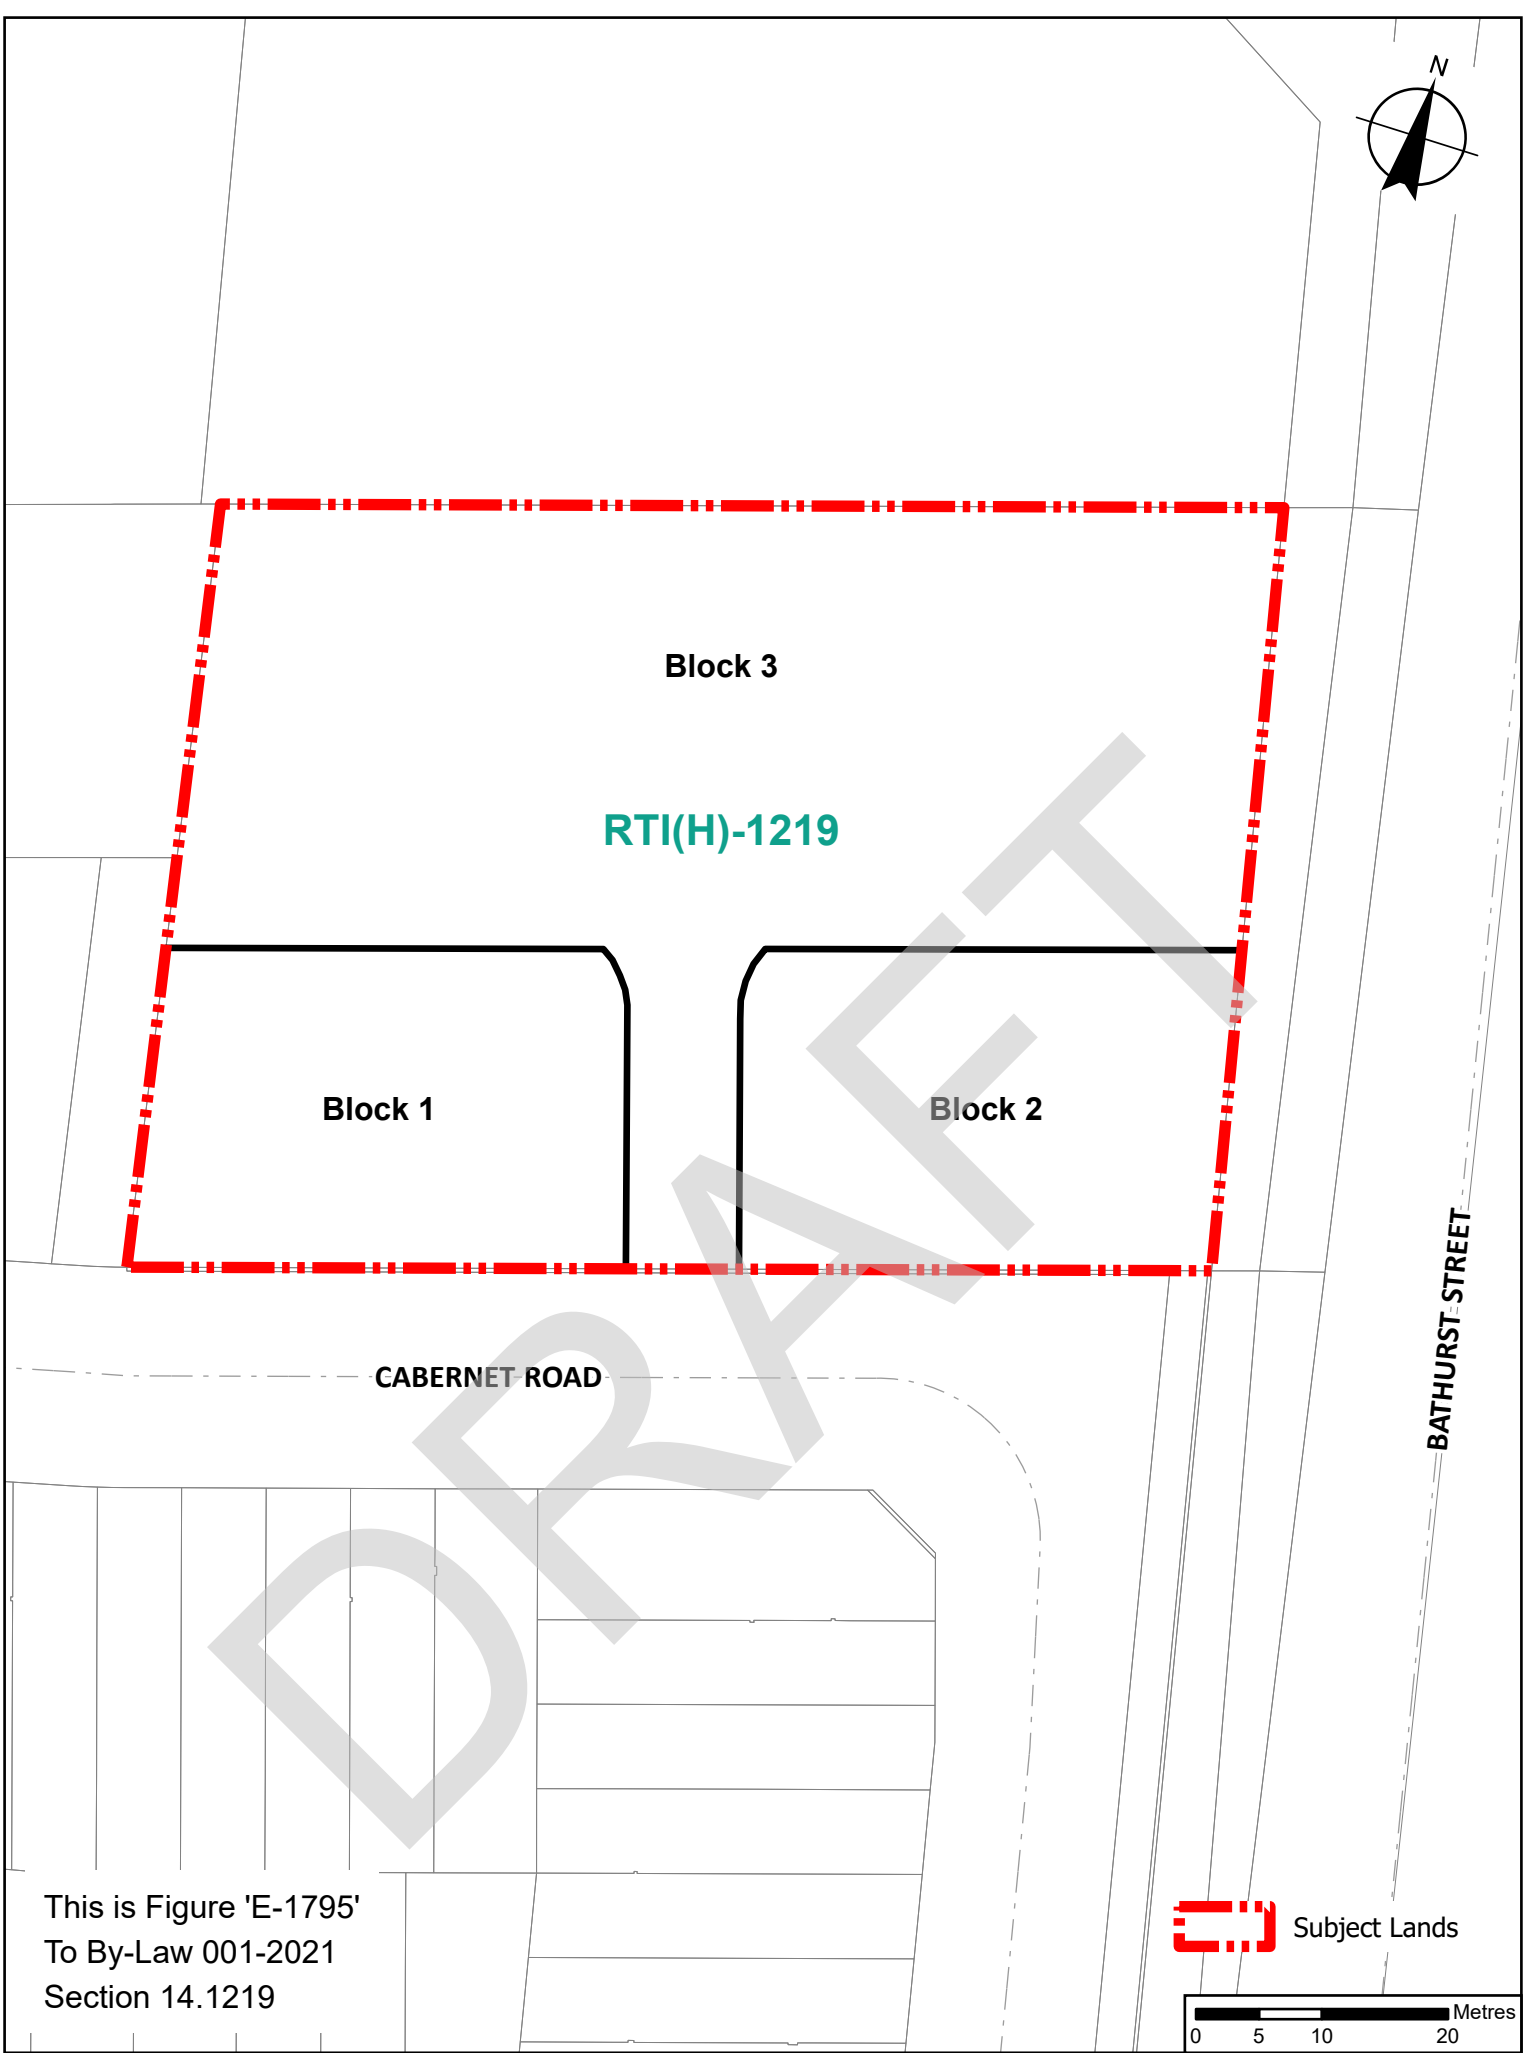 N
Block 3
RTI(H)-1219
Block 1
Block 2
DRAFT
CABERNET ROAD
BATHURST STREET
This is Figure 'E-1795'
To By-Law 001-2021
Section 14.1219
Subject Lands
Metres
0 5 10 20